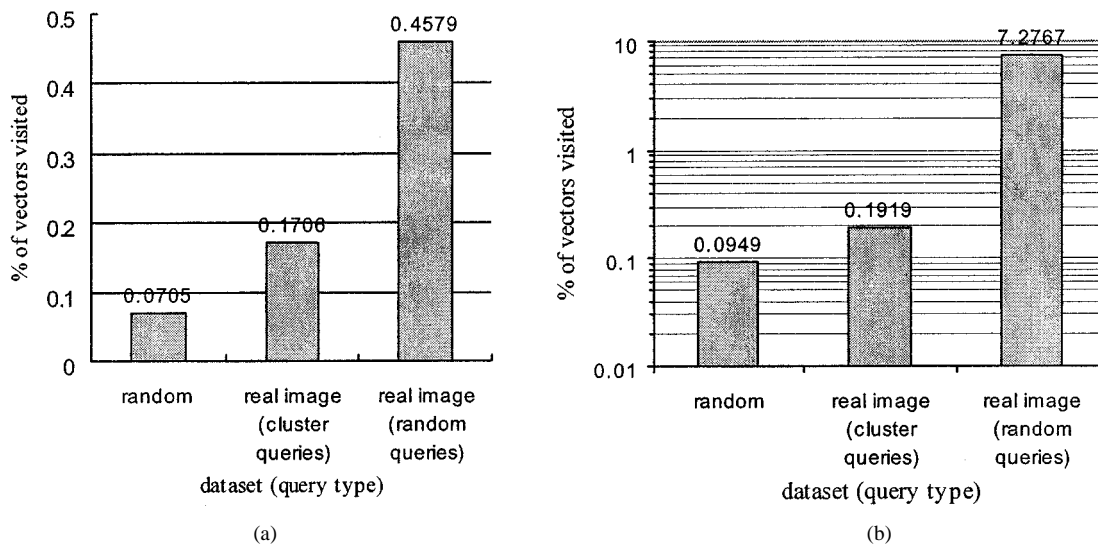 0.5
0.4579
0.4
0.3
0.2
0.1706
0.1
0.0705
0
% of vectors visited
random
real image
(cluster
queries)
real image
(random
queries)
dataset (query type)
(a)
10
7.2767
1
0.1919
0.0949
0.1
0.01
% of vectors visited
random
real image
(cluster
queries)
real image
(random
queries)
dataset (query type)
(b)